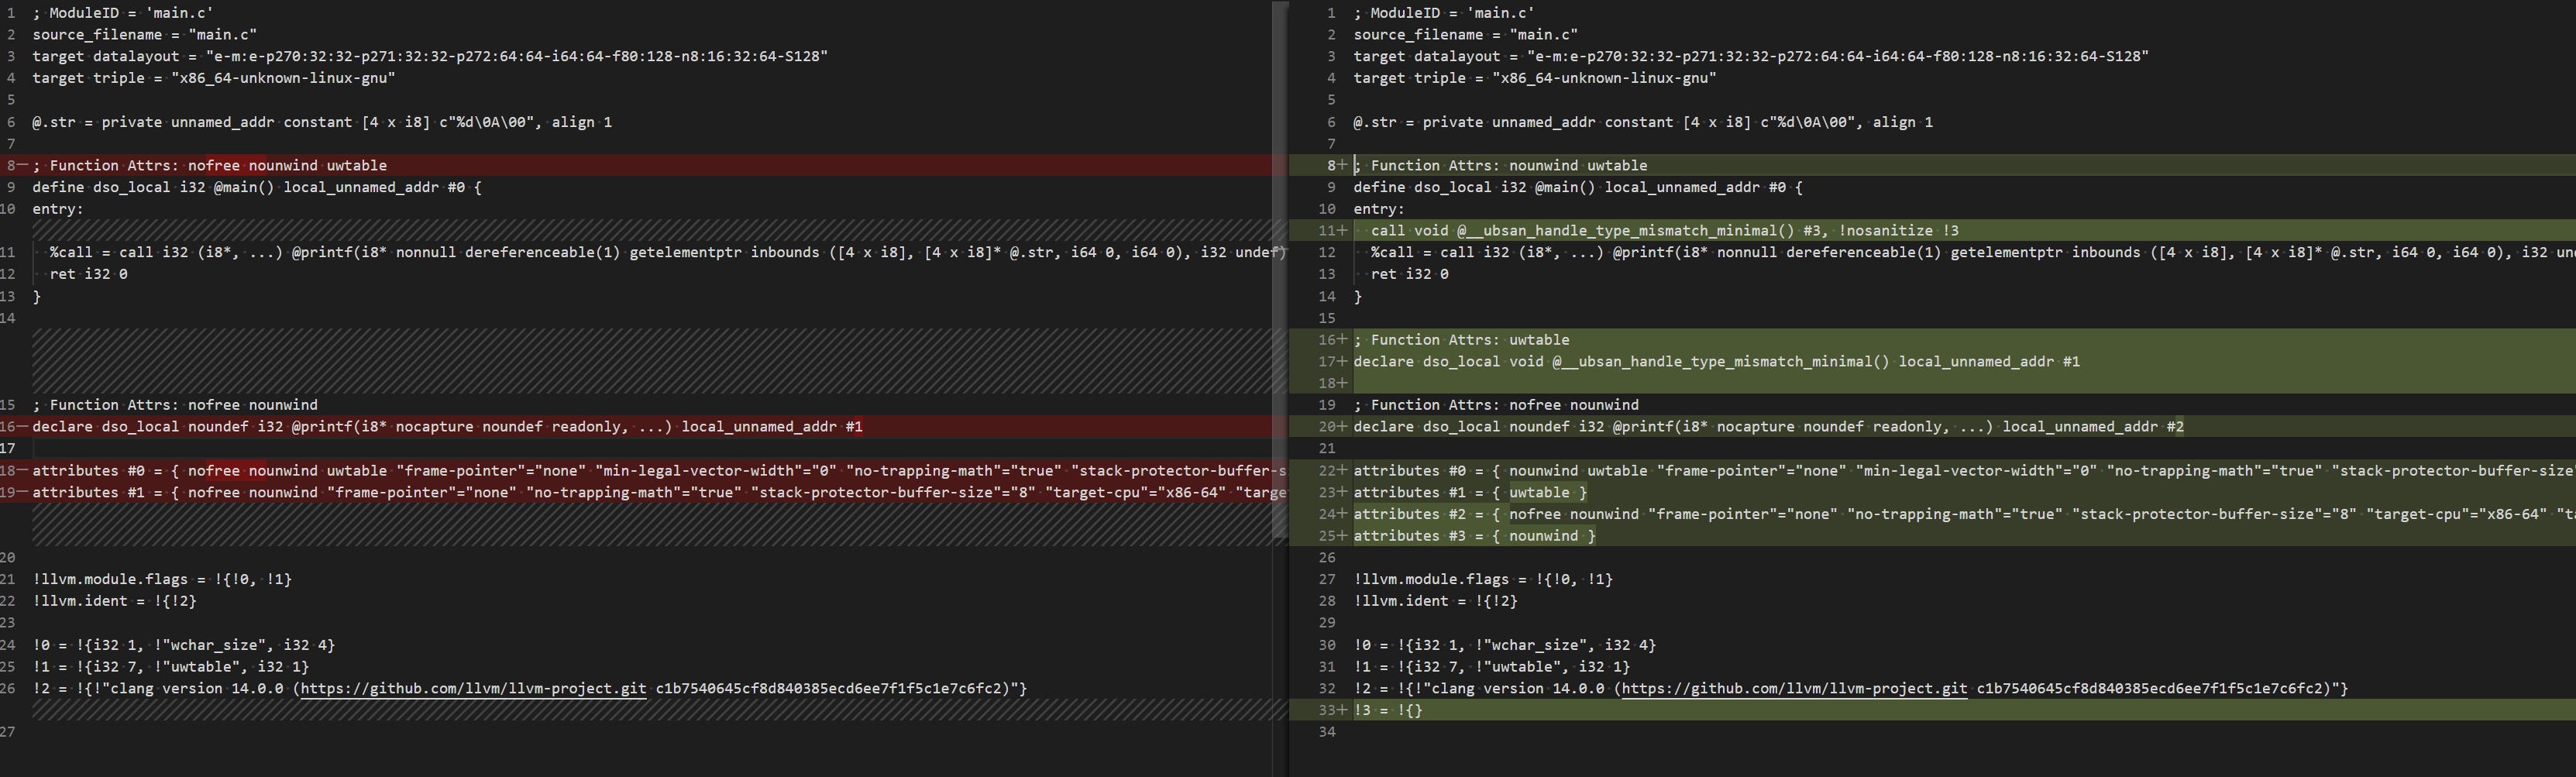 1 ; ModuleID = 'main.c'
2 source_filename = "main.c"
3 target datalayout = "e-m:e-p270:32:32-p271:32:32-p272:64:64-i64:64-f80:128-n8:16:32:64-S128"
4 target triple = "x86_64-unknown-linux-gnu"
5
6 @.str = private unnamed_addr constant [4 x i8] c"%d\0A\00", align 1
7
8— ; Function Attrs: nofree nounwind uwtable
9 define dso_local i32 @main() local_unnamed_addr #0 {
10 entry:
11 %call = call i32 (i8*, ...) @printf(i8* nonnull dereferenceable(1) getelementptr inbounds ([4 x i8], [4 x i8]* @.str, i64 0, i64 0), i32 undef)
12 ret i32 0
13 }
14
15 ; Function Attrs: nofree nounwind
16— declare dso_local noundef i32 @printf(i8* nocapture noundef readonly, ...) local_unnamed_addr #1
17
18— attributes #0 = { nofree nounwind uwtable "frame-pointer"="none" "min-legal-vector-width"="0" "no-trapping-math"="true" "stack-protector-buffer-s
19— attributes #1 = { nofree nounwind "frame-pointer"="none" "no-trapping-math"="true" "stack-protector-buffer-size"="8" "target-cpu"="x86-64" "targe
20
21 !llvm.module.flags = !{!0, !1}
22 !llvm.ident = !{!2}
23
24 !0 = !{i32 1, !"wchar_size", i32 4}
25 !1 = !{i32 7, !"uwtable", i32 1}
26 !2 = !{!"clang version 14.0.0 (https://github.com/llvm/llvm-project.git c1b7540645cf8d840385ecd6ee7f1f5c1e7c6fc2)"}
27
1 ; ModuleID = 'main.c'
2 source_filename = "main.c"
3 target datalayout = "e-m:e-p270:32:32-p271:32:32-p272:64:64-i64:64-f80:128-n8:16:32:64-S128"
4 target triple = "x86_64-unknown-linux-gnu"
5
6 @.str = private unnamed_addr constant [4 x i8] c"%d\0A\00", align 1
7
8+ ; Function Attrs: nounwind uwtable
9 define dso_local i32 @main() local_unnamed_addr #0 {
10 entry:
11+ call void @__ubsan_handle_type_mismatch_minimal() #3, !nosanitize !3
12 %call = call i32 (i8*, ...) @printf(i8* nonnull dereferenceable(1) getelementptr inbounds ([4 x i8], [4 x i8]* @.str, i64 0, i64 0), i32 un
13 ret i32 0
14 }
15
16+ ; Function Attrs: uwtable
17+ declare dso_local void @__ubsan_handle_type_mismatch_minimal() local_unnamed_addr #1
18+
19 ; Function Attrs: nofree nounwind
20+ declare dso_local noundef i32 @printf(i8* nocapture noundef readonly, ...) local_unnamed_addr #2
21
22+ attributes #0 = { nounwind uwtable "frame-pointer"="none" "min-legal-vector-width"="0" "no-trapping-math"="true" "stack-protector-buffer-size
23+ attributes #1 = { uwtable }
24+ attributes #2 = { nofree nounwind "frame-pointer"="none" "no-trapping-math"="true" "stack-protector-buffer-size"="8" "target-cpu"="x86-64" "ta
25+ attributes #3 = { nounwind }
26
27 !llvm.module.flags = !{!0, !1}
28 !llvm.ident = !{!2}
29
30 !0 = !{i32 1, !"wchar_size", i32 4}
31 !1 = !{i32 7, !"uwtable", i32 1}
32 !2 = !{!"clang version 14.0.0 (https://github.com/llvm/llvm-project.git c1b7540645cf8d840385ecd6ee7f1f5c1e7c6fc2)"}
33+ !3 = !{}
34